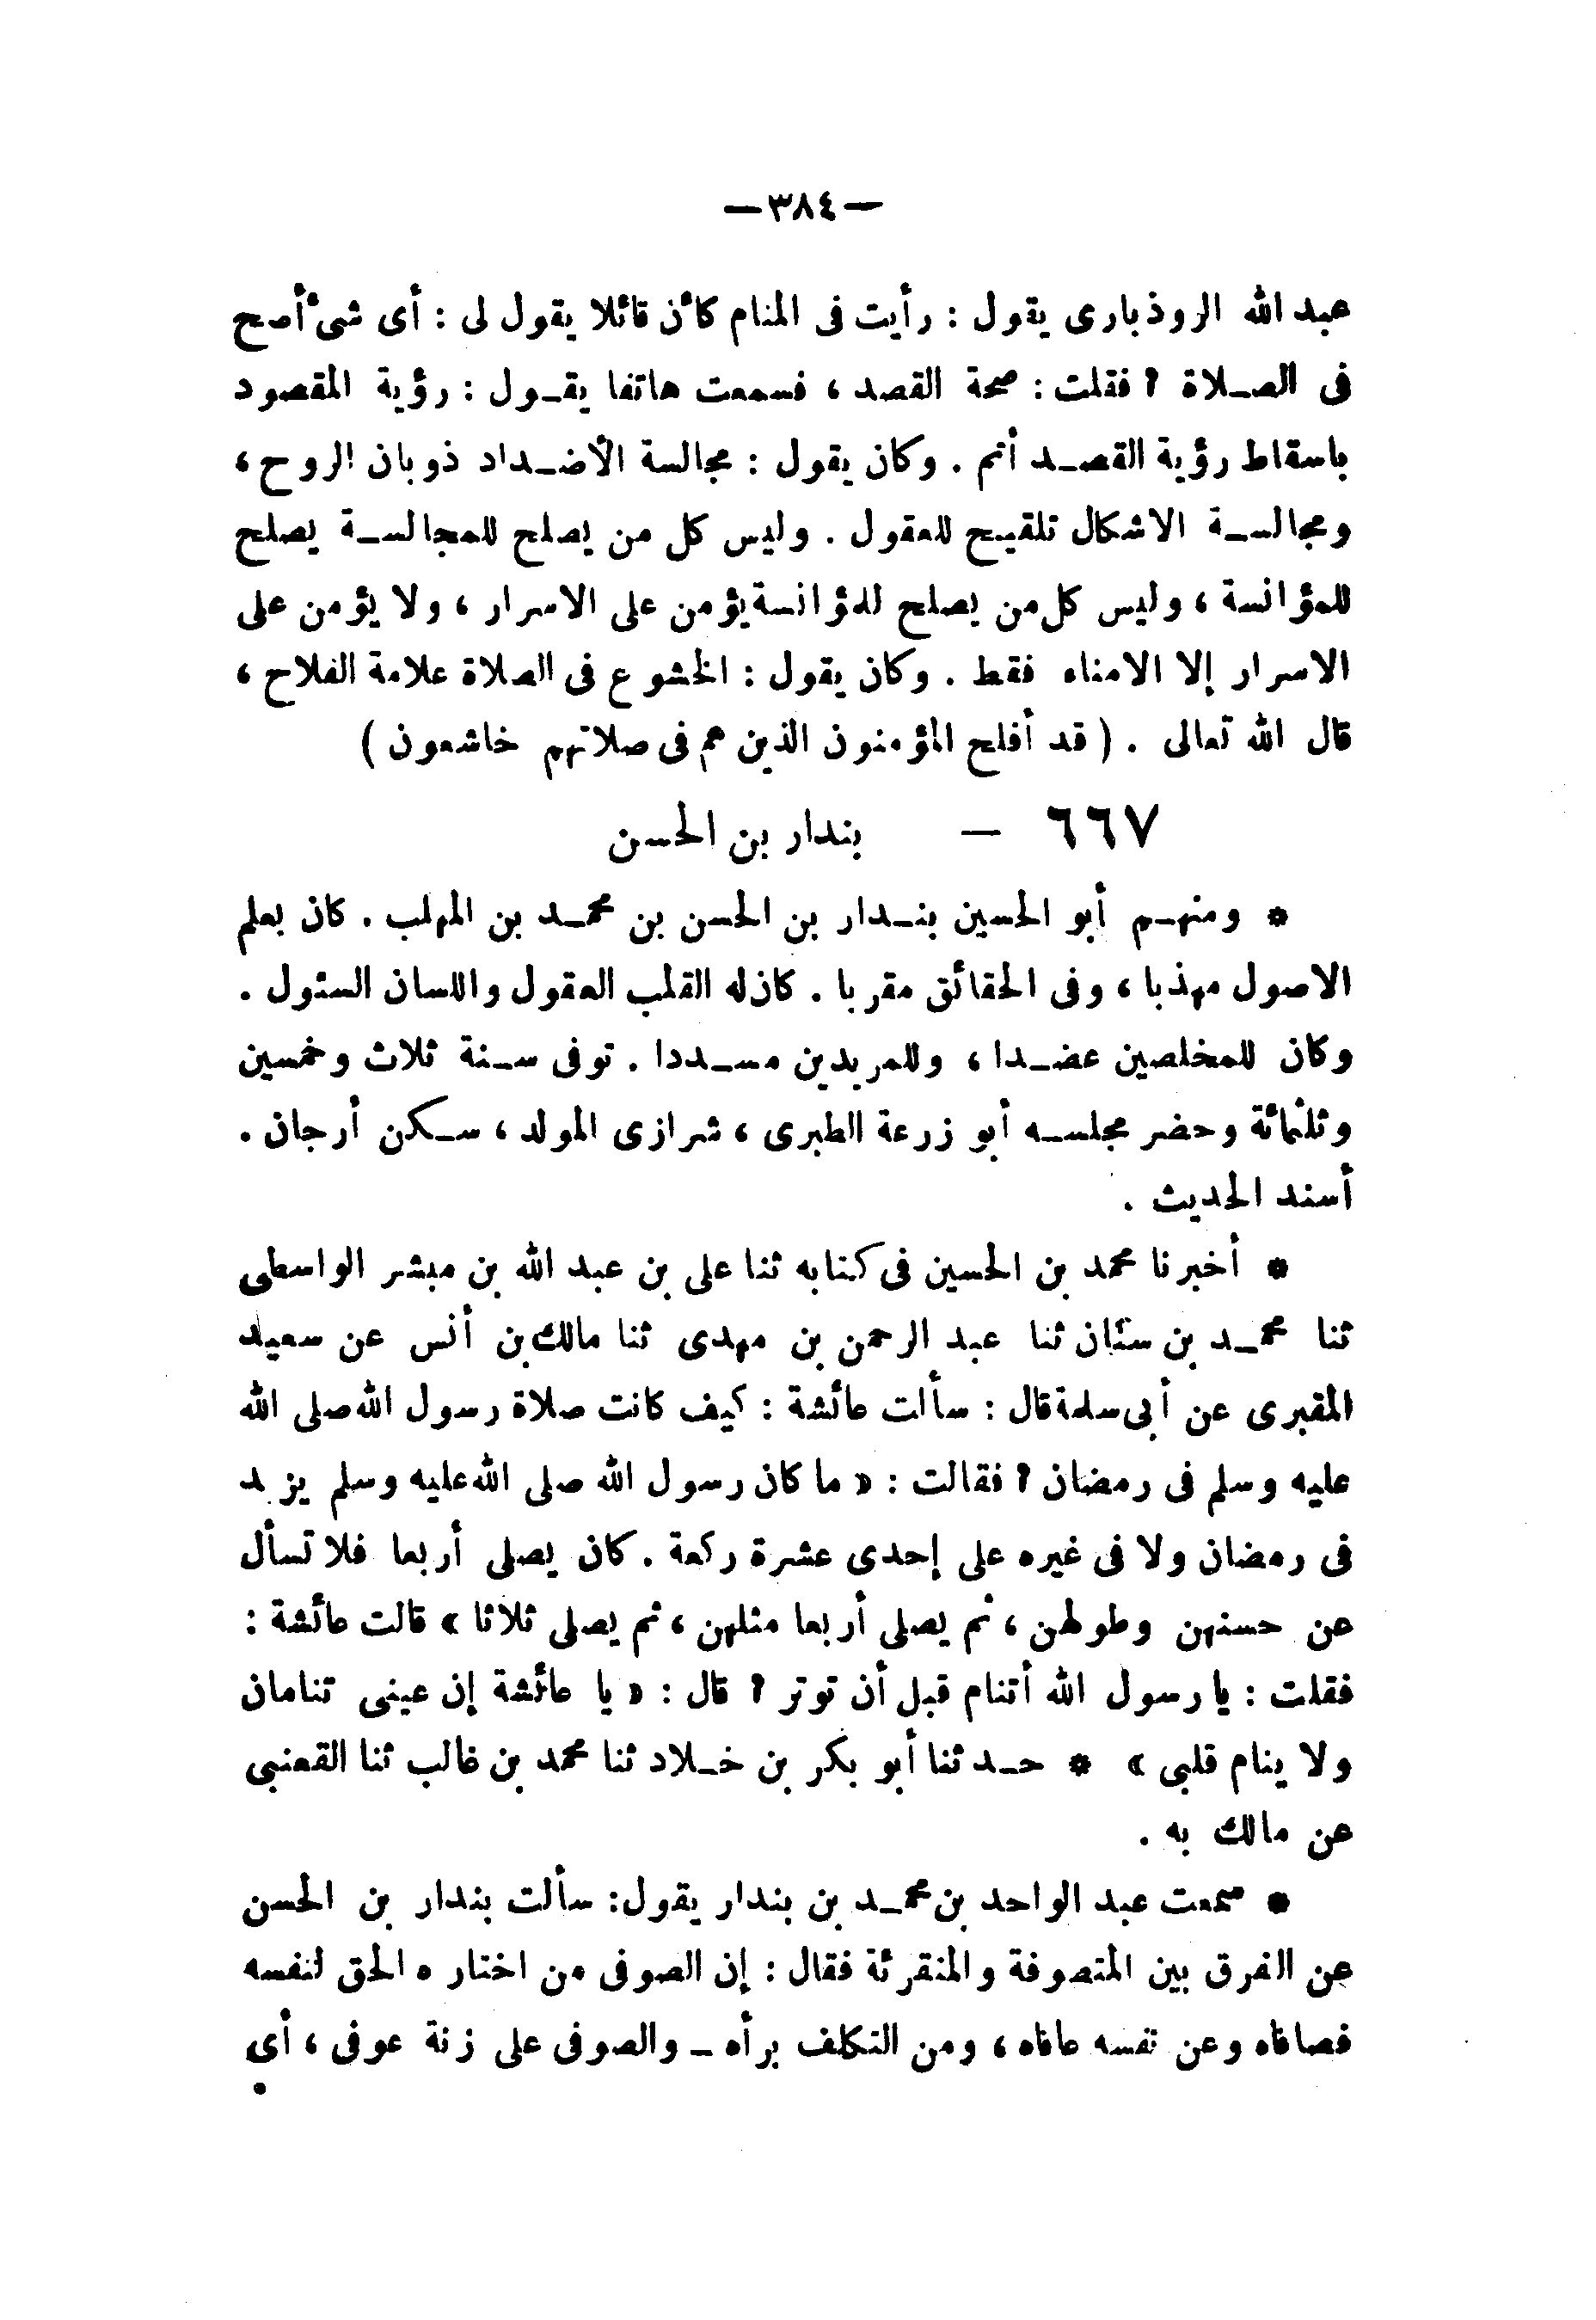 —٣٨٤—
عبد الله الروذبارى يقول : رأيت فى المنام كأن قائلا يقول لى : أى شىء أصح
فى الصلاة ؟ فقلت : صحة القصد ، فسمعت هاتفا يقول : رؤية المقصود
باسقاط رؤية القصد أتم . وكان يقول : مجالسة الأضداد ذوبان الروح ،
ومجالسة الاشكال تلقيح للعقول . وليس كل من يصلح للمجالسة يصلح
للمؤانسة ، وليس كل من يصلح للمؤانسة يؤمن على الاسرار ، ولا يؤمن على
الاسرار إلا الامناء فقط . وكان يقول : الخشوع فى الصلاة علامة الفلاح ،
قال الله تعالى . ( قد أفلح المؤمنون الذين هم فى صلاتهم خاشعون )
٦٦٧ — بندار بن الحسن
* ومنهم أبو الحسين بندار بن الحسن بن محمد بن المهلب . كان بعلم
الاصول مهذبا ، وفى الحقائق مقربا . كان له القلب العقول واللسان السئول .
وكان للمخلصين عضدا ، وللمريدين مسددا . توفى سنة ثلاث وخمسين
وثلثمائة وحضر مجلسه أبو زرعة الطبرى ، شرازى المولد ، سكن أرجان .
أسند الحديث .
* أخبرنا محمد بن الحسين فى كتابه ثنا على بن عبد الله بن مبشر الواسطى
ثنا محمد بن سنان ثنا عبد الرحمن بن مهدى ثنا مالك بن أنس عن سعيد
المقبرى عن أبى سلمة قال : سألت عائشة : كيف كانت صلاة رسول الله صلى الله
عليه وسلم فى رمضان ؟ فقالت : « ما كان رسول الله صلى الله عليه وسلم يزيد
فى رمضان ولا فى غيره على إحدى عشرة ركعة . كان يصلى أربعا فلا تسأل
عن حسنهن وطولهن ، ثم يصلى أربعا مثلهن ، ثم يصلى ثلاثا » قالت عائشة :
فقلت : يا رسول الله أتنام قبل أن توتر ؟ قال : « يا عائشة إن عينى تنامان
ولا ينام قلبى » * حدثنا أبو بكر بن خلاد ثنا محمد بن غالب ثنا القعنبى
عن مالك به .
* سمعت عبد الواحد بن محمد بن بندار يقول: سألت بندار بن الحسن
عن الفرق بين المتصوفة والمتقرئة فقال : إن الصوفى من اختاره الحق لنفسه
فصافاه وعن نفسه عافاه ، ومن التكلف برأه - والصوفى على زنة عوفى ، أى